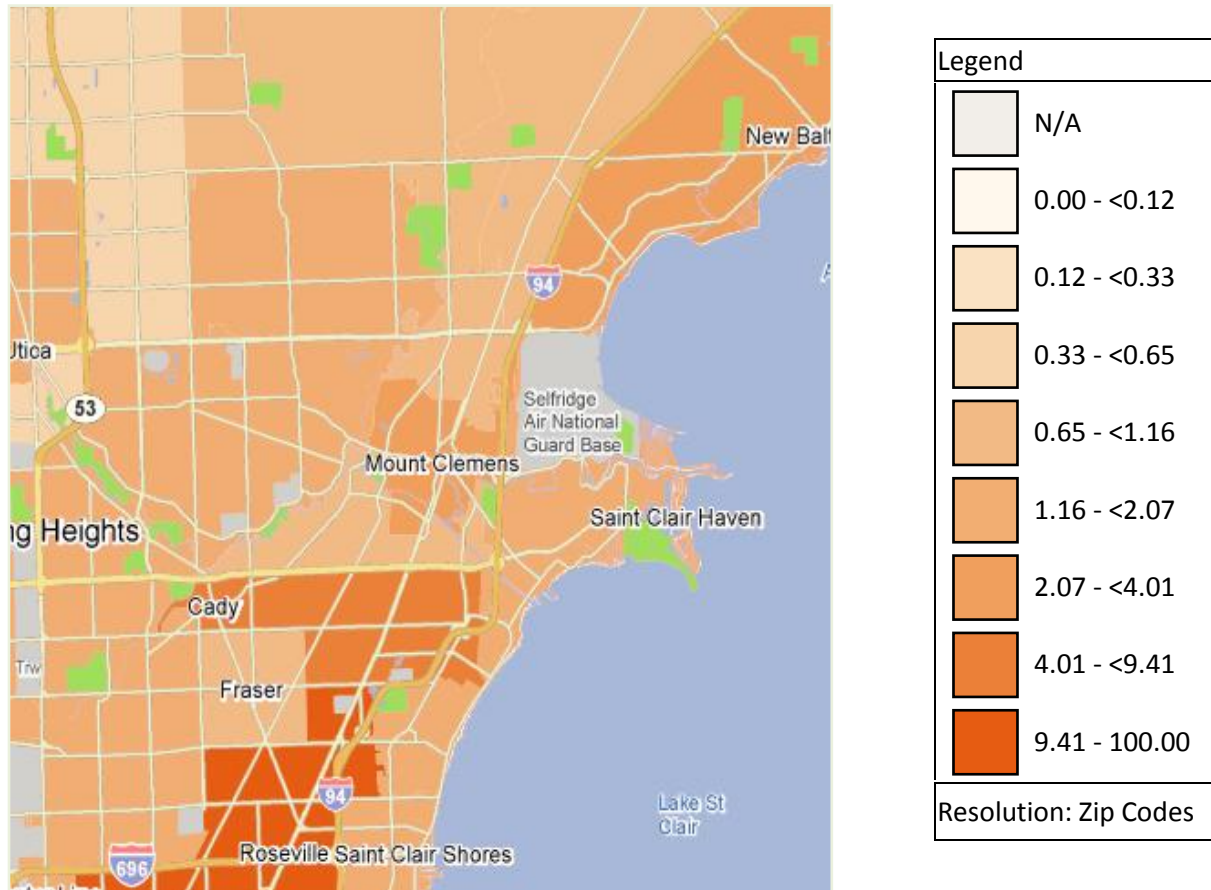 New Balt
94
Utica
53
Selfridge
Air National
Guard Base
Mount Clemens
ng Heights
Saint Clair Haven
Cady
Trw
Fraser
94
Lake St
Clair
Roseville Saint Clair Shores
696
Legend
N/A
0.00 - <0.12
0.12 - <0.33
0.33 - <0.65
0.65 - <1.16
1.16 - <2.07
2.07 - <4.01
4.01 - <9.41
9.41 - 100.00
Resolution: Zip Codes